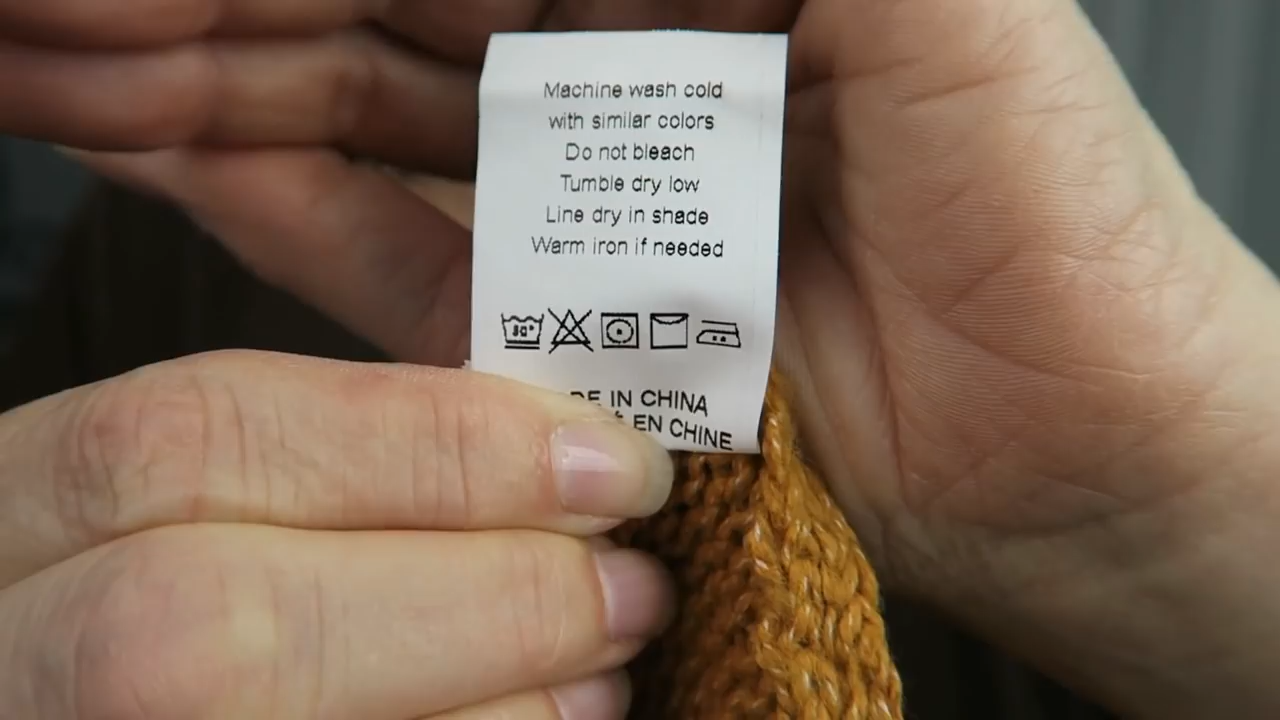 Machine wash cold
with similar colors
Do not bleach
Tumble dry low
Line dry in shade
Warm iron if needed
30°
IN CHINA
EN CHINE